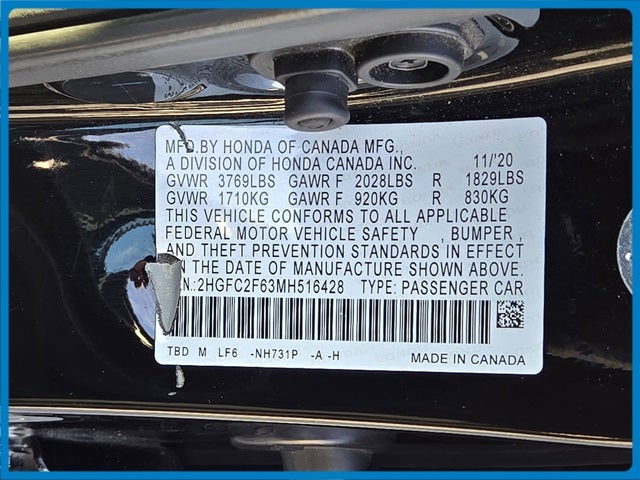 MFD.BY HONDA OF CANADA MFG.,
A DIVISION OF HONDA CANADA INC. 11/'20
GVWR 3769LBS GAWR F 2028LBS R 1829LBS
GVWR 1710KG GAWR F 920KG R 830KG
THIS VEHICLE CONFORMS TO ALL APPLICABLE
FEDERAL MOTOR VEHICLE SAFETY , BUMPER ,
AND THEFT PREVENTION STANDARDS IN EFFECT
ON THE DATE OF MANUFACTURE SHOWN ABOVE.
.N.:2HGFC2F63MH516428 TYPE: PASSENGER CAR
TBD M LF6 -NH731P -A -H MADE IN CANADA